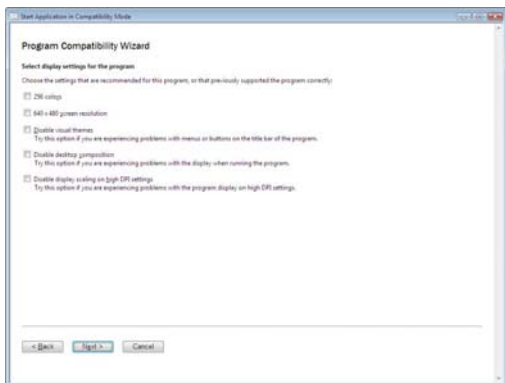 Start Application in Compatibility Mode
Program Compatibility Wizard
Select display settings for the program
Choose the settings that are recommended for this program, or that previously supported the program correctly:
256 colors
640 x 480 screen resolution
Disable visual themes
Try this option if you are experiencing problems with menus or buttons on the title bar of the program.
Disable desktop composition
Try this option if you are experiencing problems with the display when running the program.
Disable display scaling on high DPI settings
Try this option if you are experiencing problems with the program display on high DPI settings.
< Back
Next >
Cancel